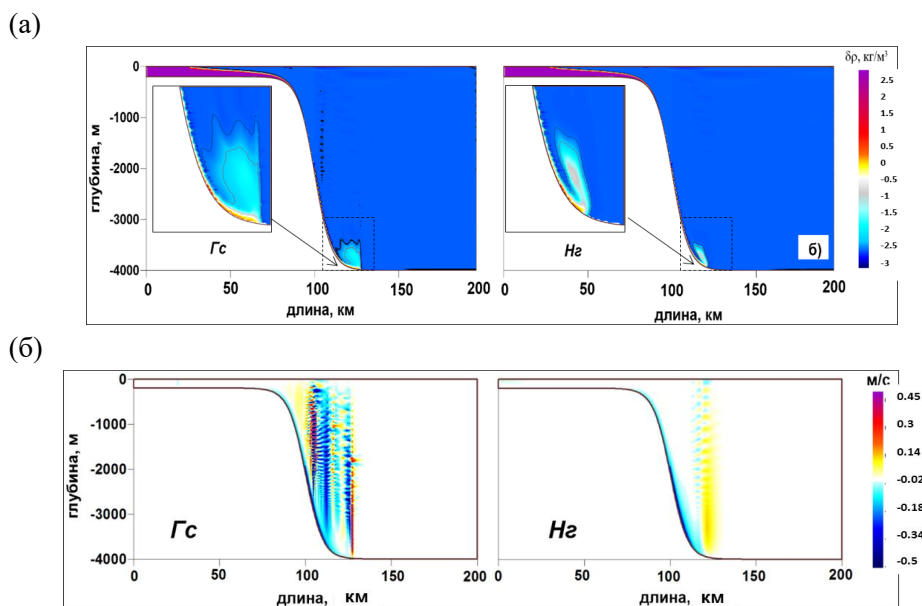 (а)
δρ, кг/м³
0
-1000
-2000
-3000
-4000
глубина, м
Гс
Нг
б)
2.5
2
1.5
1
0.5
0
-0.5
-1
-1.5
-2
-2.5
-3
0 50 100 150 200
длина, км
0 50 100 150 200
длина, км
(б)
м/с
0
-1000
-2000
-3000
-4000
глубина, м
Гс
Нг
0.45
0.3
0.14
-0.02
-0.34
-0.5
0 50 100 150 200
длина, км
0 50 100 150 200
длина, км